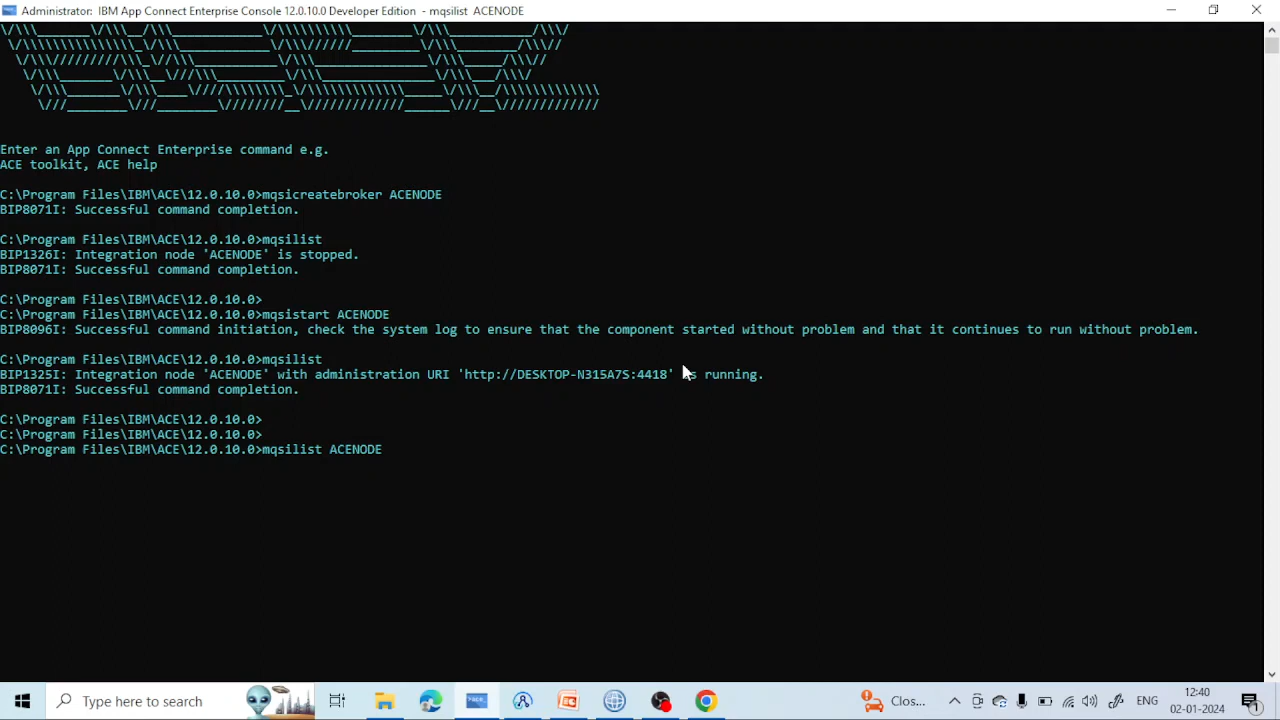 Administrator: IBM App Connect Enterprise Console 12.0.10.0 Developer Edition - mqsilist ACENODE
Enter an App Connect Enterprise command e.g.
ACE toolkit, ACE help
C:\Program Files\IBM\ACE\12.0.10.0>mqsicreatebroker ACENODE
BIP8071I: Successful command completion.
C:\Program Files\IBM\ACE\12.0.10.0>mqsilist
BIP1326I: Integration node 'ACENODE' is stopped.
BIP8071I: Successful command completion.
C:\Program Files\IBM\ACE\12.0.10.0>
C:\Program Files\IBM\ACE\12.0.10.0>mqsistart ACENODE
BIP8096I: Successful command initiation, check the system log to ensure that the component started without problem and that it continues to run without problem.
C:\Program Files\IBM\ACE\12.0.10.0>mqsilist
BIP1325I: Integration node 'ACENODE' with administration URI 'http://DESKTOP-N315A7S:4418' is running.
BIP8071I: Successful command completion.
C:\Program Files\IBM\ACE\12.0.10.0>
C:\Program Files\IBM\ACE\12.0.10.0>
C:\Program Files\IBM\ACE\12.0.10.0>mqsilist ACENODE
Type here to search
Clos...
ENG
12:40
02-01-2024